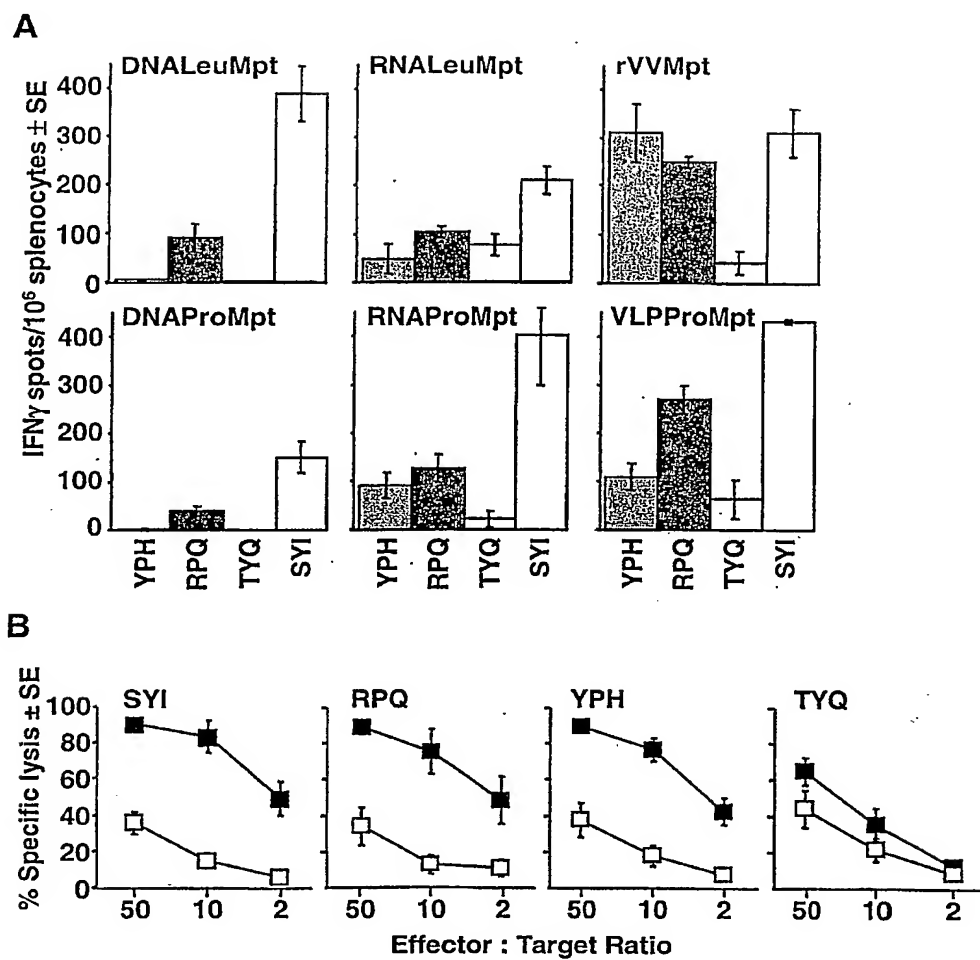 A
DNALeuMpt RNALeuMpt rVVMpt
IFNγ spots/10⁶ splenocytes ± SE
400
300
200
100
0
DNAProMpt RNAProMpt VLPProMpt
400
300
200
100
0
YPH RPQ TYQ SYI YPH RPQ TYQ SYI YPH RPQ TYQ SYI
B
% Specific lysis ± SE
SYI RPQ YPH TYQ
100
80
60
40
20
0
50 10 2 50 10 2 50 10 2 50 10 2
Effector : Target Ratio